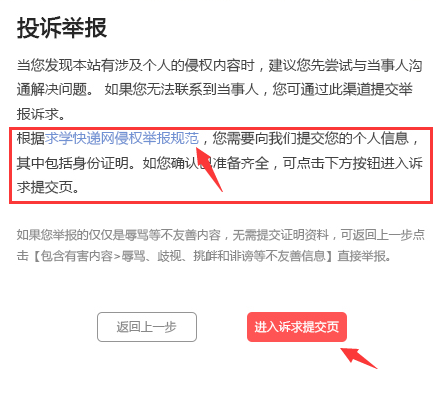 投诉举报
当您发现本站有涉及个人的侵权内容时，建议您先尝试与当事人沟
通解决问题。 如果您无法联系到当事人，您可通过此渠道提交举
报诉求。
根据求学快递网侵权举报规范，您需要向我们提交您的个人信息，
其中包括身份证明。如您确认已准备齐全，可点击下方按钮进入诉
求提交页。
如果您举报的仅仅是辱骂等不友善内容，无需提交证明资料，可返回上一步点
击【包含有害内容>辱骂、歧视、挑衅和诽谤等不友善信息】直接举报。
返回上一步
进入诉求提交页